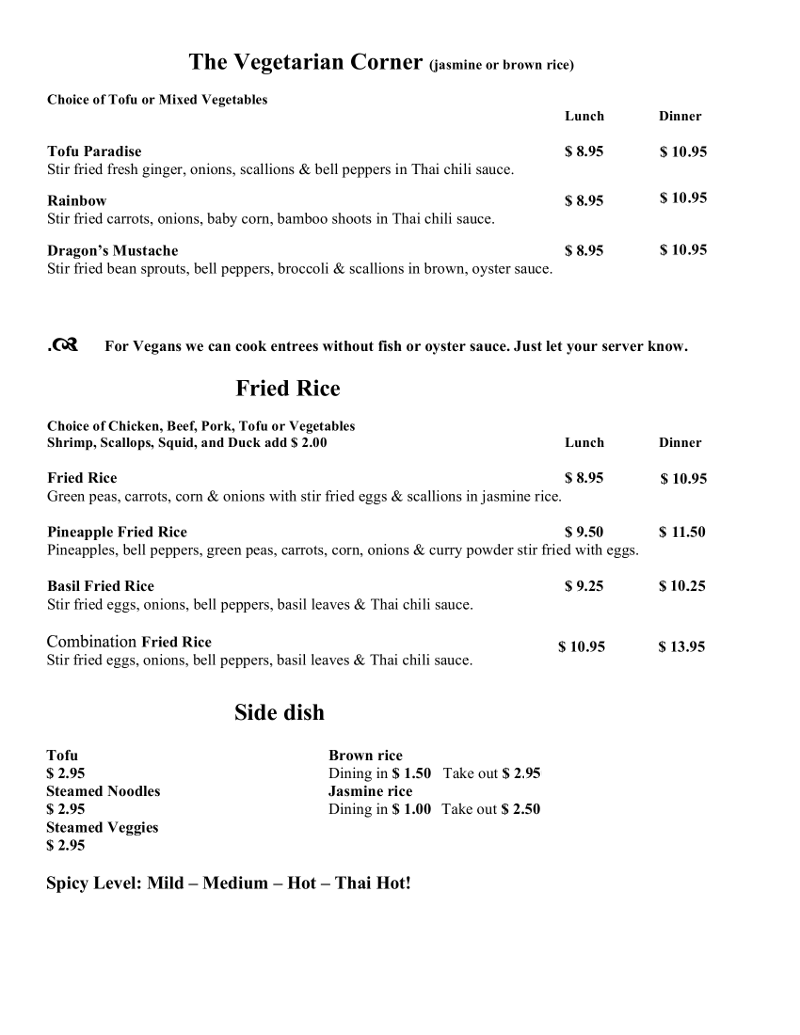 The Vegetarian Corner (jasmine or brown rice)
Choice of Tofu or Mixed Vegetables
Lunch Dinner
Tofu Paradise $ 8.95 $ 10.95
Stir fried fresh ginger, onions, scallions & bell peppers in Thai chili sauce.
Rainbow $ 8.95 $ 10.95
Stir fried carrots, onions, baby corn, bamboo shoots in Thai chili sauce.
Dragon’s Mustache $ 8.95 $ 10.95
Stir fried bean sprouts, bell peppers, broccoli & scallions in brown, oyster sauce.
. For Vegans we can cook entrees without fish or oyster sauce. Just let your server know.
Fried Rice
Choice of Chicken, Beef, Pork, Tofu or Vegetables
Shrimp, Scallops, Squid, and Duck add $ 2.00 Lunch Dinner
Fried Rice $ 8.95 $ 10.95
Green peas, carrots, corn & onions with stir fried eggs & scallions in jasmine rice.
Pineapple Fried Rice $ 9.50 $ 11.50
Pineapples, bell peppers, green peas, carrots, corn, onions & curry powder stir fried with eggs.
Basil Fried Rice $ 9.25 $ 10.25
Stir fried eggs, onions, bell peppers, basil leaves & Thai chili sauce.
Combination Fried Rice $ 10.95 $ 13.95
Stir fried eggs, onions, bell peppers, basil leaves & Thai chili sauce.
Side dish
Tofu
$ 2.95
Steamed Noodles
$ 2.95
Steamed Veggies
$ 2.95
Brown rice
Dining in $ 1.50 Take out $ 2.95
Jasmine rice
Dining in $ 1.00 Take out $ 2.50
Spicy Level: Mild – Medium – Hot – Thai Hot!